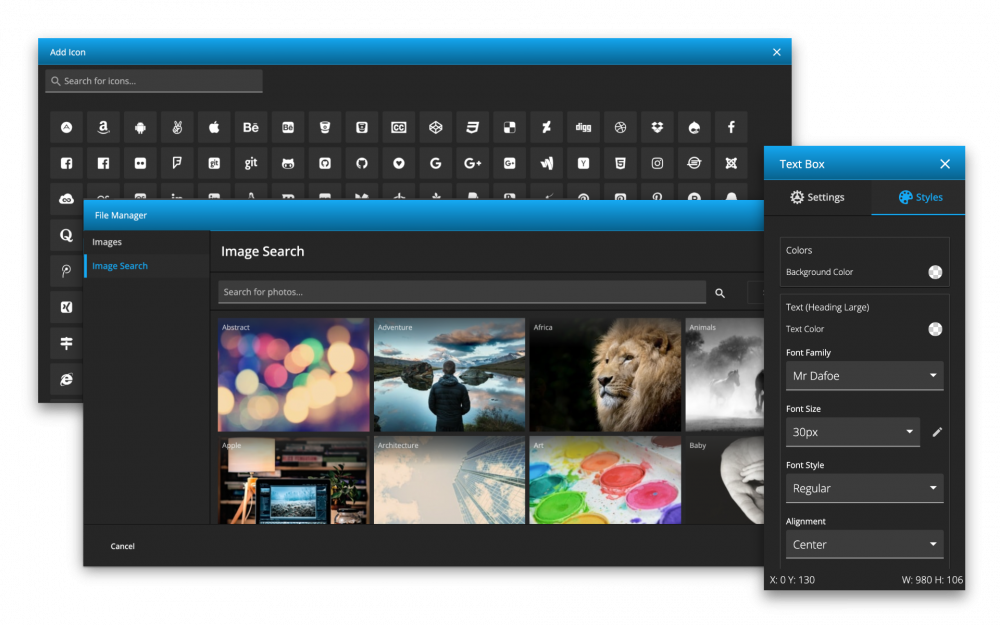 Add Icon
Search for icons...
digg
git
File Manager
Images
Image Search
Image Search
Search for photos...
Abstract
Adventure
Africa
Animals
Apple
Architecture
Art
Baby
Cancel
Text Box
Settings
Styles
Colors
Background Color
Text (Heading Large)
Text Color
Font Family
Mr Dafoe
Font Size
30px
Font Style
Regular
Alignment
Center
X: 0 Y: 130
W: 980 H: 106